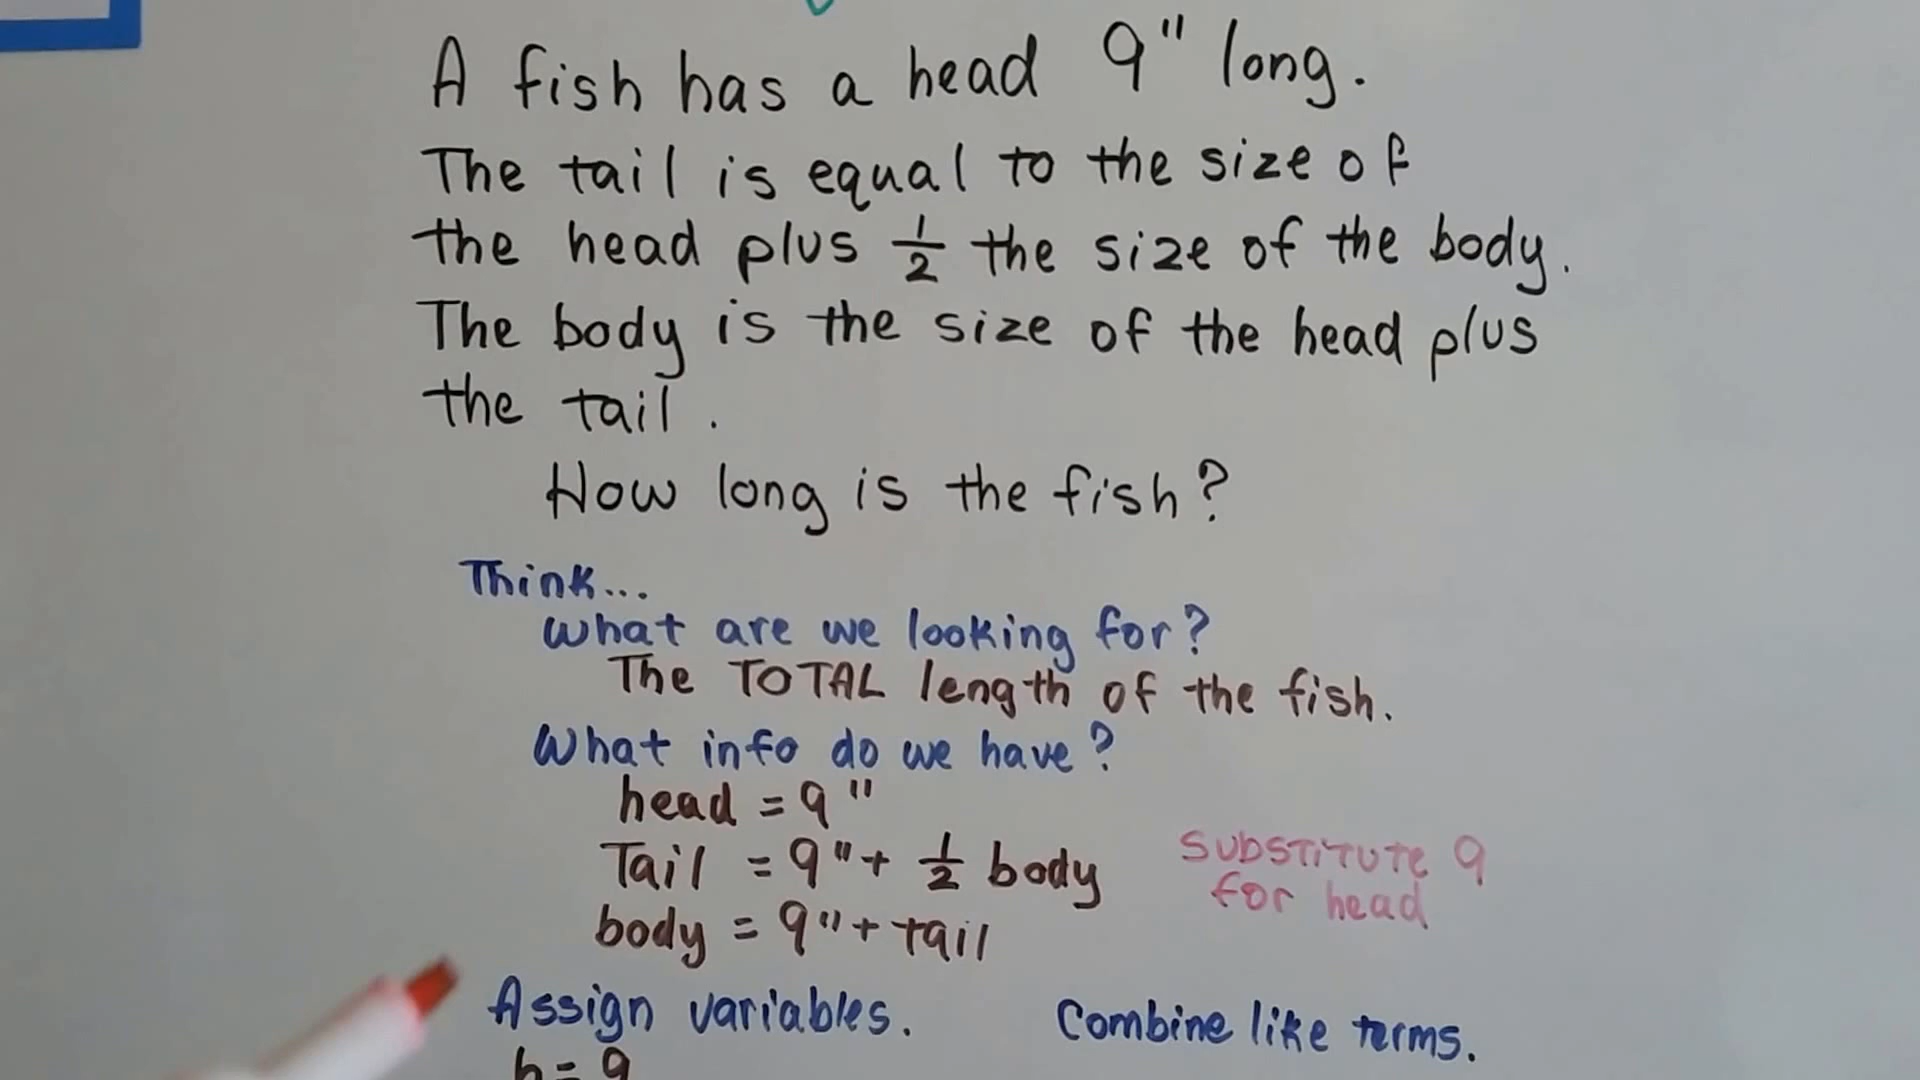 A fish has a head 9" long.
The tail is equal to the size of
the head plus 1/2 the size of the body.
The body is the size of the head plus
the tail.
How long is the fish?
Think...
What are we looking for?
The TOTAL length of the fish.
What info do we have?
head = 9"
Tail = 9" + 1/2 body
SUBSTITUTE 9
for head
body = 9" + tail
Assign variables.
Combine like terms.
h = 9